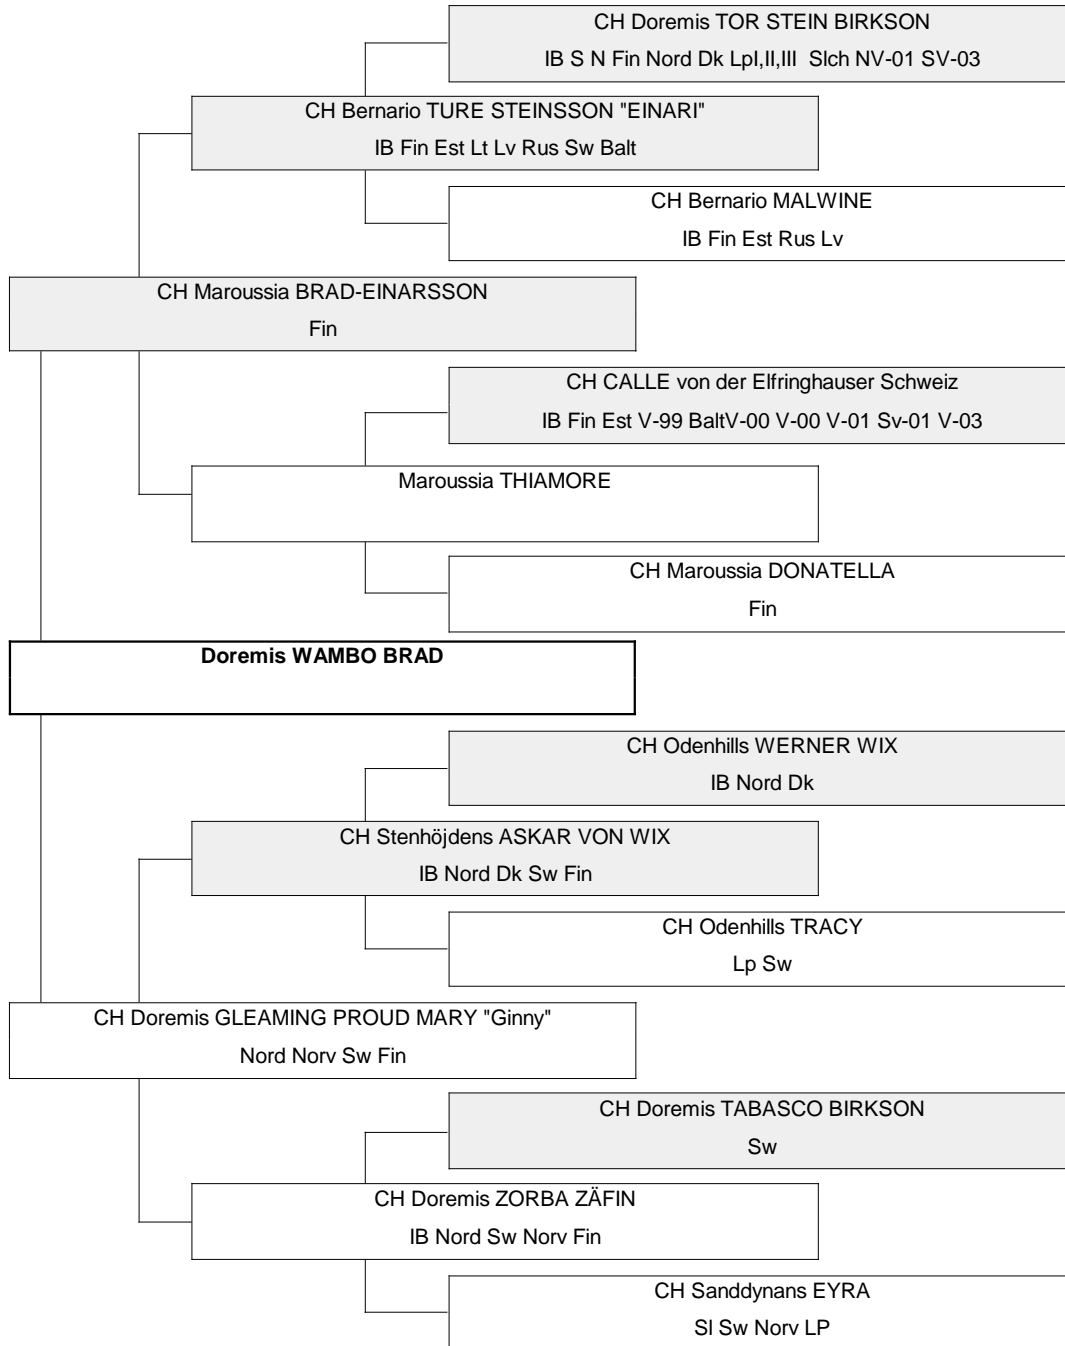 CH Doremis TOR STEIN BIRKSON
IB S N Fin Nord Dk LpI,II,III Slch NV-01 SV-03
CH Bernario TURE STEINSSON "EINARI"
IB Fin Est Lt Lv Rus Sw Balt
CH Bernario MALWINE
IB Fin Est Rus Lv
CH Maroussia BRAD-EINARSSON
Fin
CH CALLE von der Elfringhauser Schweiz
IB Fin Est V-99 BaltV-00 V-00 V-01 Sv-01 V-03
Maroussia THIAMORE
CH Maroussia DONATELLA
Fin
Doremis WAMBO BRAD
CH Odenhills WERNER WIX
IB Nord Dk
CH Stenhöjdens ASKAR VON WIX
IB Nord Dk Sw Fin
CH Odenhills TRACY
Lp Sw
CH Doremis GLEAMING PROUD MARY "Ginny"
Nord Norv Sw Fin
CH Doremis TABASCO BIRKSON
Sw
CH Doremis ZORBA ZÄFIN
IB Nord Sw Norv Fin
CH Sanddynans EYRA
Sl Sw Norv LP